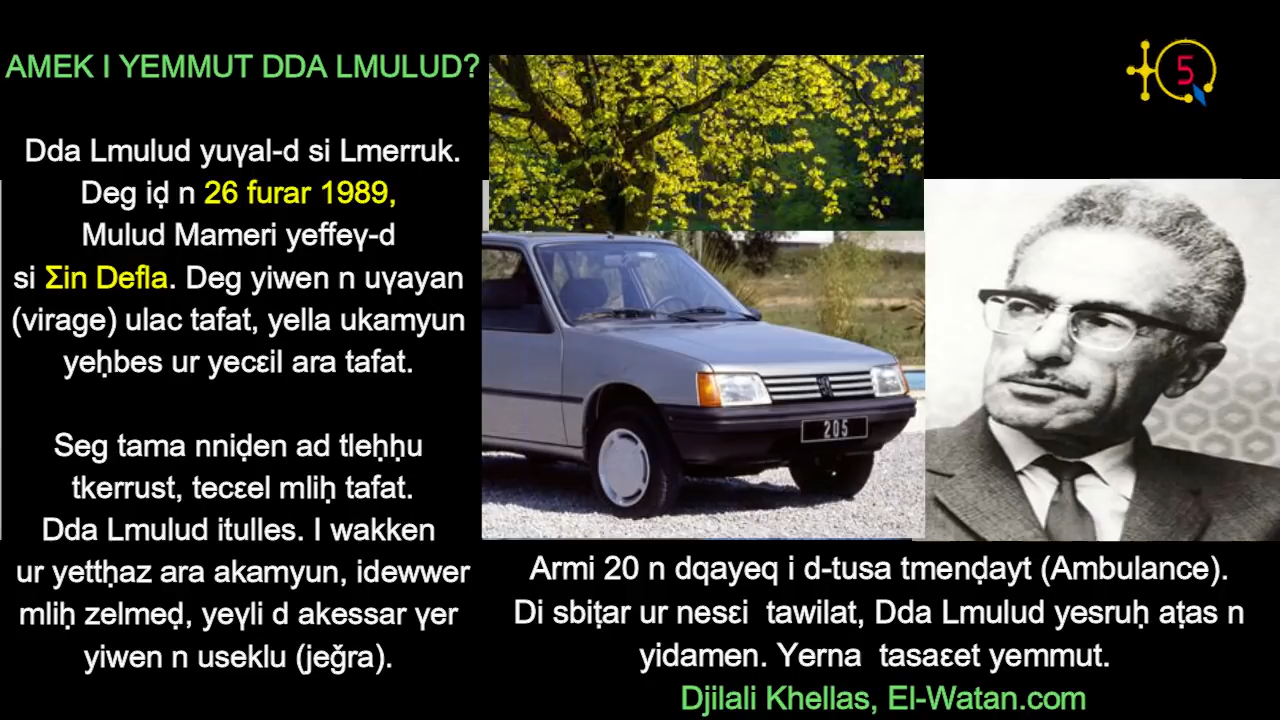 AMEK I YEMMUT DDA LMULUD?
Dda Lmulud yuɣal-d si Lmerruk.
Deg iḍ n 26 furar 1989,
Mulud Mameri yeffeɣ-d
si Σin Defla. Deg yiwen n uɣayan
(virage) ulac tafat, yella ukamyun
yeḥbes ur yecɛil ara tafat.
Seg tama nniḍen ad tleḥḥu
tkerrust, tecɛel mliḥ tafat.
Dda Lmulud itulles. I wakken
ur yettḥaz ara akamyun, idewwer
mliḥ zelmeḍ, yeɣli d akessar ɣer
yiwen n useklu (jeǧra).
5
205
Armi 20 n dqayeq i d-tusa tmenḍayt (Ambulance).
Di sbiṭar ur nesɛi  tawilat, Dda Lmulud yesruḥ aṭas n
yidamen. Yerna  tasaɛet yemmut.
Djilali Khellas, El-Watan.com